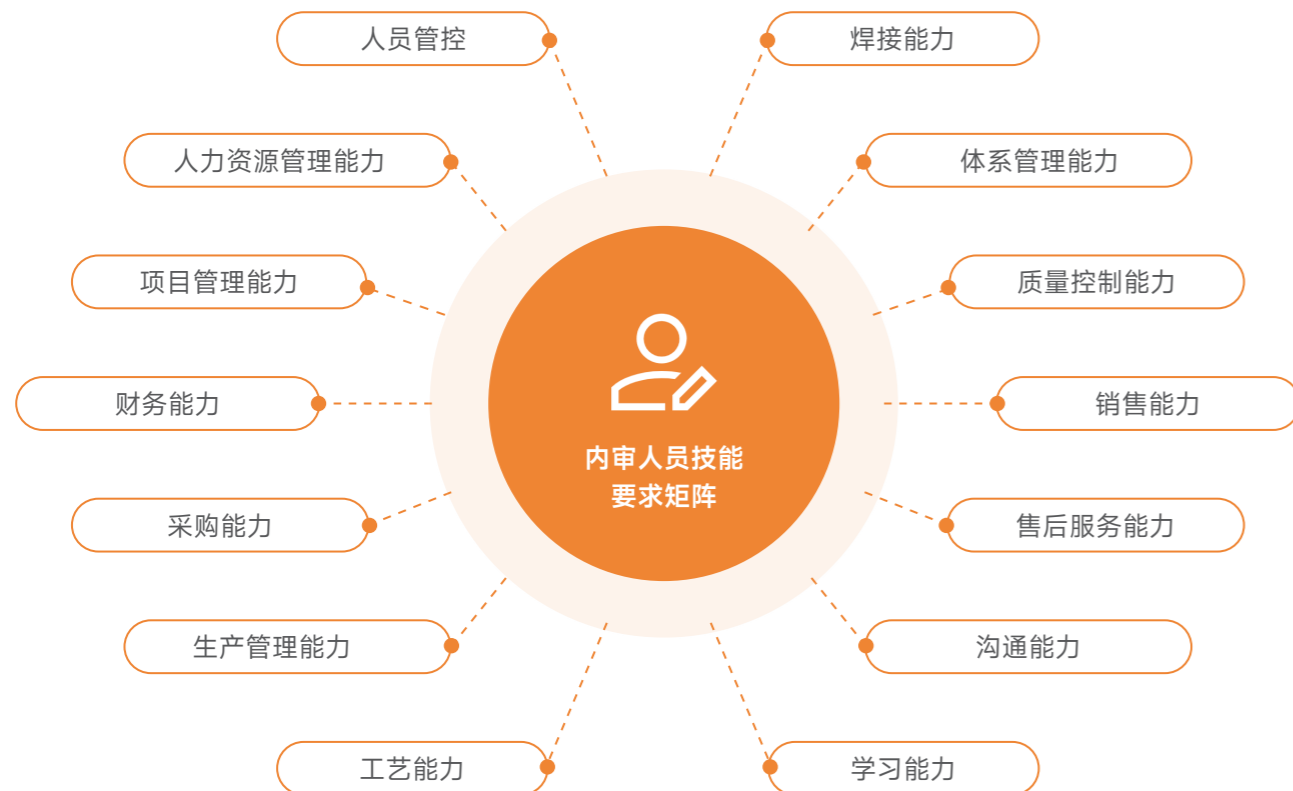 人员管控
焊接能力
人力资源管理能力
体系管理能力
项目管理能力
质量控制能力
财务能力
销售能力
内审人员技能
要求矩阵
采购能力
售后服务能力
生产管理能力
沟通能力
工艺能力
学习能力